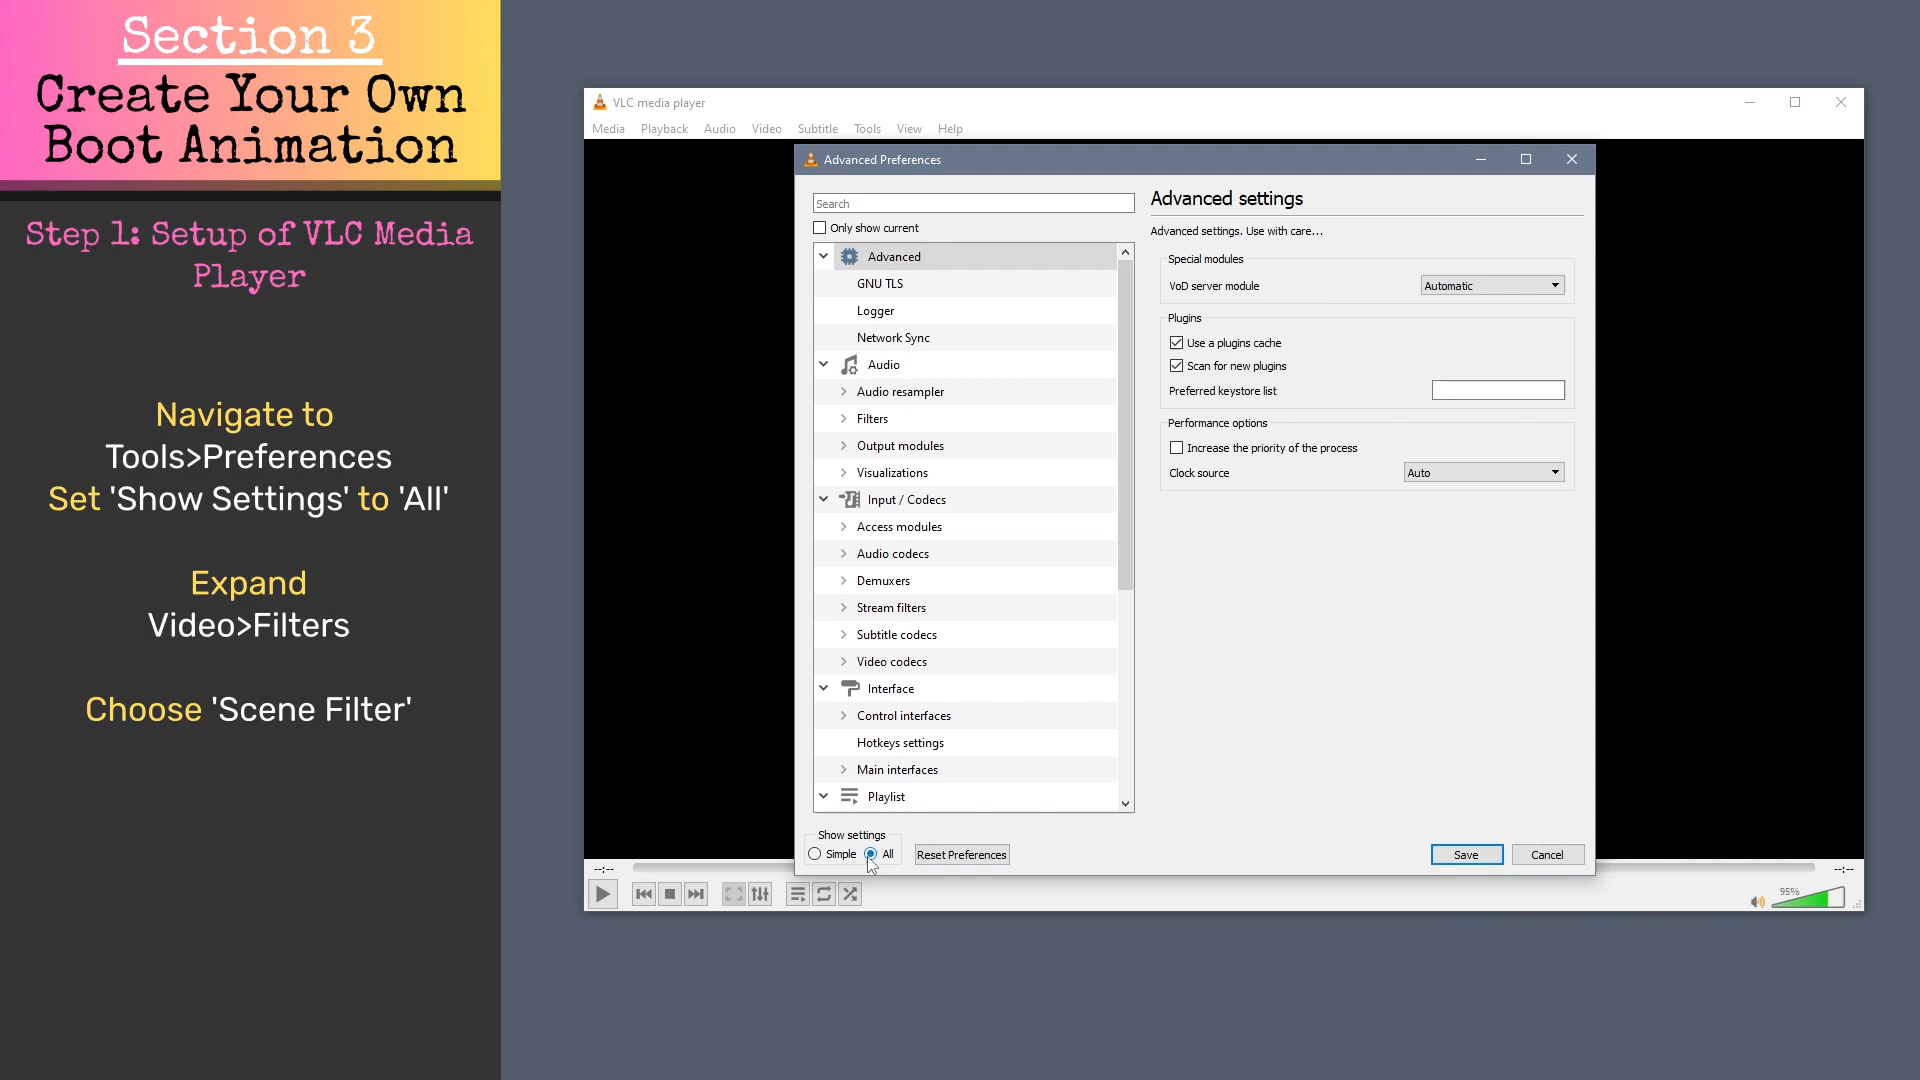 Section 3
Create Your Own
Boot Animation
Step 1: Setup of VLC Media
Player
Navigate to
Tools>Preferences
Set 'Show Settings' to 'All'
Expand
Video>Filters
Choose 'Scene Filter'
VLC media player
Media Playback Audio Video Subtitle Tools View Help
Advanced Preferences
Search
Only show current
Advanced
GNU TLS
Logger
Network Sync
Audio
Audio resampler
Filters
Output modules
Visualizations
Input / Codecs
Access modules
Audio codecs
Demuxers
Stream filters
Subtitle codecs
Video codecs
Interface
Control interfaces
Hotkeys settings
Main interfaces
Playlist
Advanced settings
Advanced settings. Use with care...
Special modules
VoD server module Automatic
Plugins
Use a plugins cache
Scan for new plugins
Preferred keystore list
Performance options
Increase the priority of the process
Clock source Auto
Show settings
Simple All Reset Preferences Save Cancel
--:-- --:--
95%